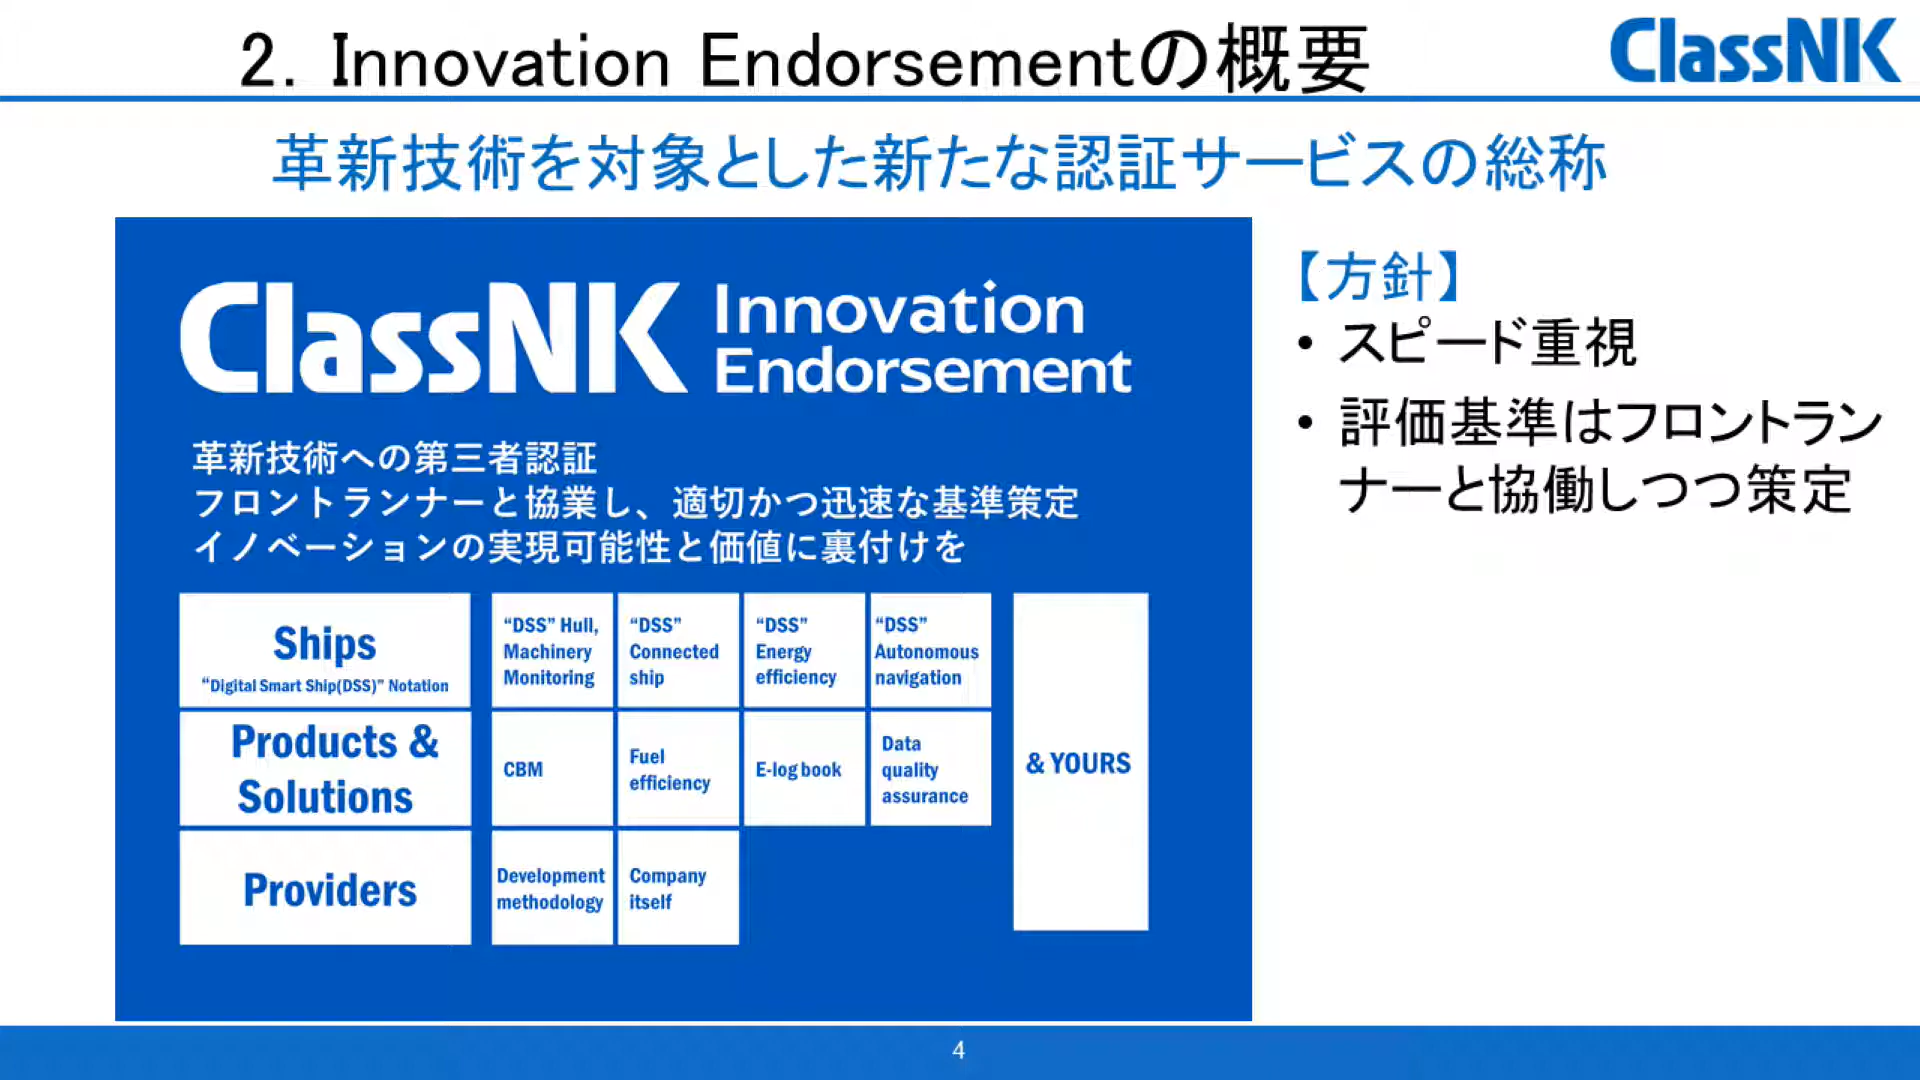 2. Innovation Endorsementの概要
ClassNK
革新技術を対象とした新たな認証サービスの総称
ClassNK Innovation
Endorsement
革新技術への第三者認証
フロントランナーと協業し、適切かつ迅速な基準策定
イノベーションの実現可能性と価値に裏付けを
Ships
“Digital Smart Ship(DSS)” Notation
“DSS” Hull,
Machinery
Monitoring
“DSS”
Connected
ship
“DSS”
Energy
efficiency
“DSS”
Autonomous
navigation
Products &
Solutions
CBM
Fuel
efficiency
E-log book
Data
quality
assurance
Providers
Development
methodology
Company
itself
& YOURS
【方針】
• スピード重視
• 評価基準はフロントラン
ナーと協働しつつ策定
4